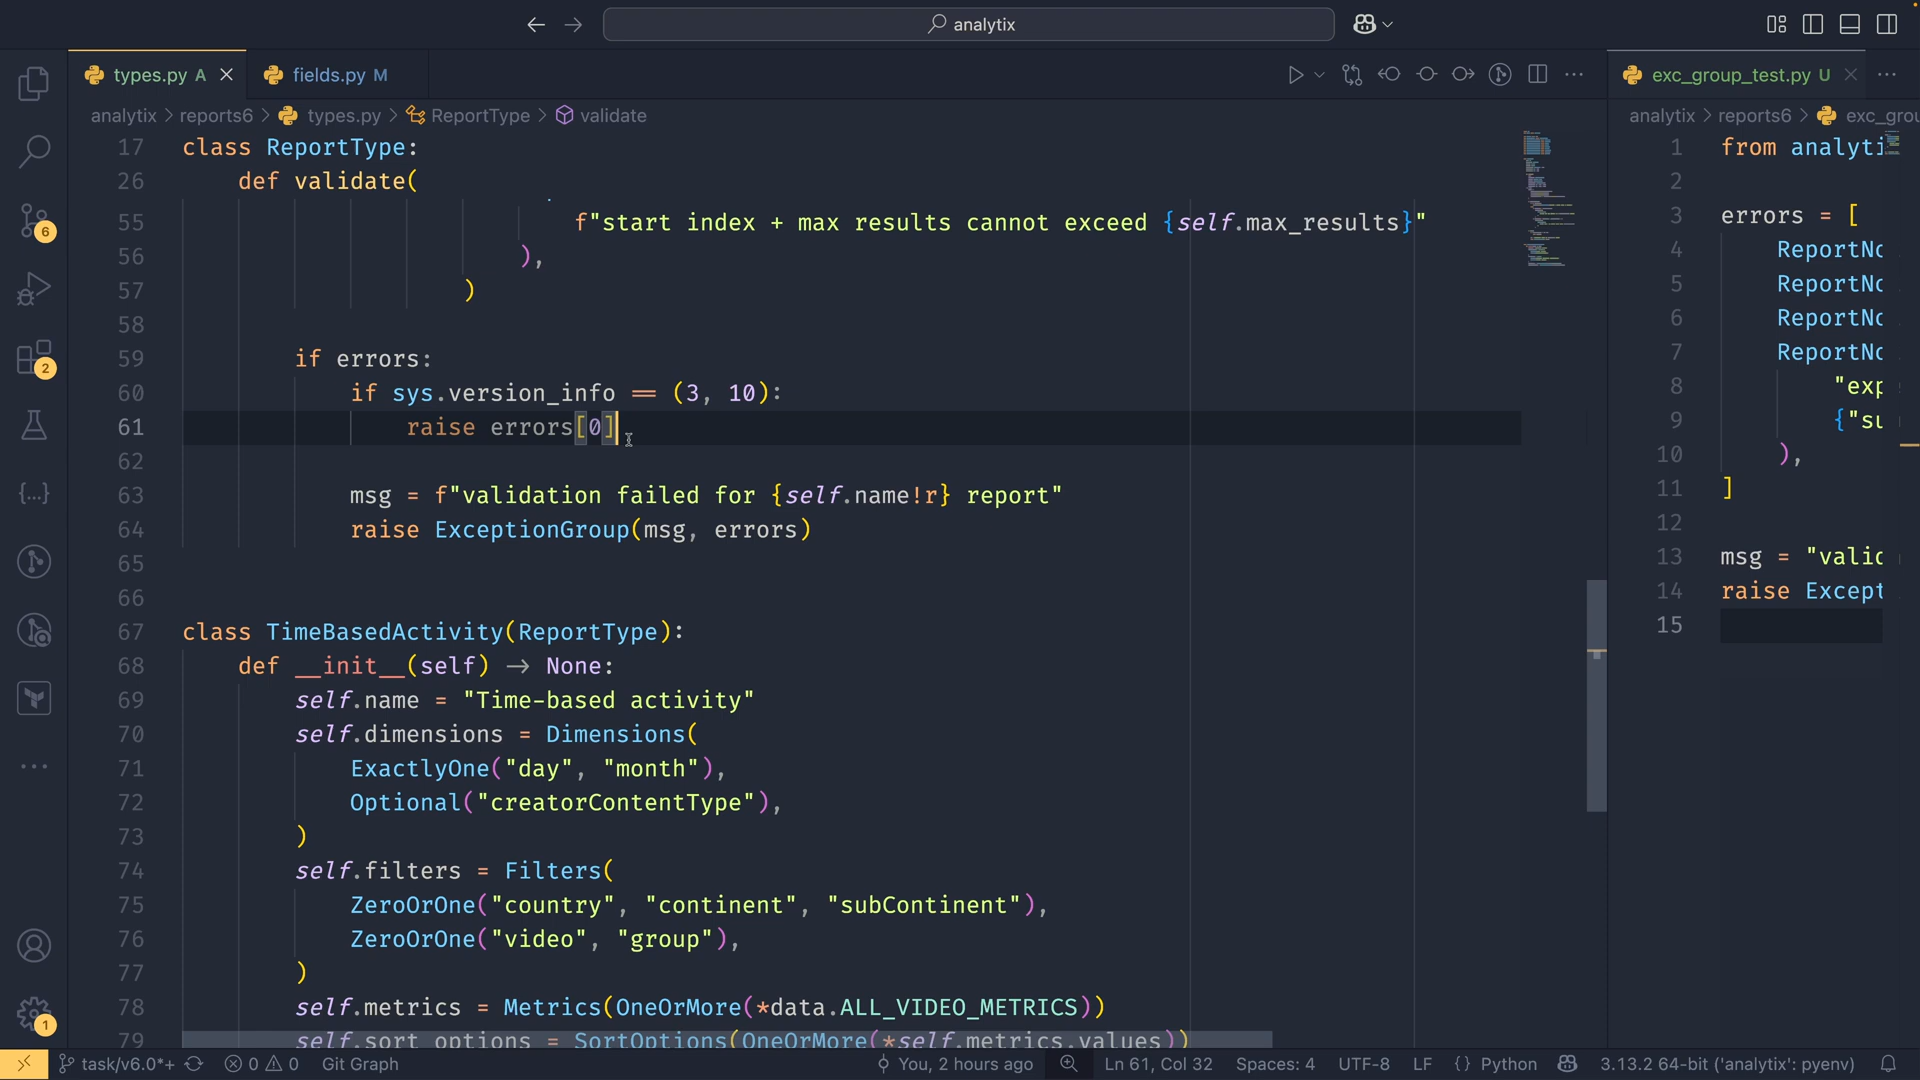 analytix
types.py A
fields.py M
exc_group_test.py U
analytix > reports6 > types.py > ReportType > validate
analytix > reports6 > exc_grou
17 class ReportType:
26 def validate(
55 f"start index + max results cannot exceed {self.max_results}"
56 ),
57 )
58
59 if errors:
60 if sys.version_info == (3, 10):
61 raise errors[0]
62
63 msg = f"validation failed for {self.name!r} report"
64 raise ExceptionGroup(msg, errors)
65
66
67 class TimeBasedActivity(ReportType):
68 def __init__(self) -> None:
69 self.name = "Time-based activity"
70 self.dimensions = Dimensions(
71 ExactlyOne("day", "month"),
72 Optional("creatorContentType"),
73 )
74 self.filters = Filters(
75 ZeroOrOne("country", "continent", "subContinent"),
76 ZeroOrOne("video", "group"),
77 )
78 self.metrics = Metrics(OneOrMore(*data.ALL_VIDEO_METRICS))
79 self.sort_options = SortOptions(OneOrMore(*self.metrics.values))
1 from analyti
2
3 errors = [
4 ReportNo
5 ReportNo
6 ReportNo
7 ReportNo
8 "exp
9 {"su
10 ),
11 ]
12
13 msg = "valid
14 raise Except
15
6
2
1
task/v6.0*+
0 0
Git Graph
You, 2 hours ago
Ln 61, Col 32
Spaces: 4
UTF-8
LF
{} Python
3.13.2 64-bit ('analytix': pyenv)